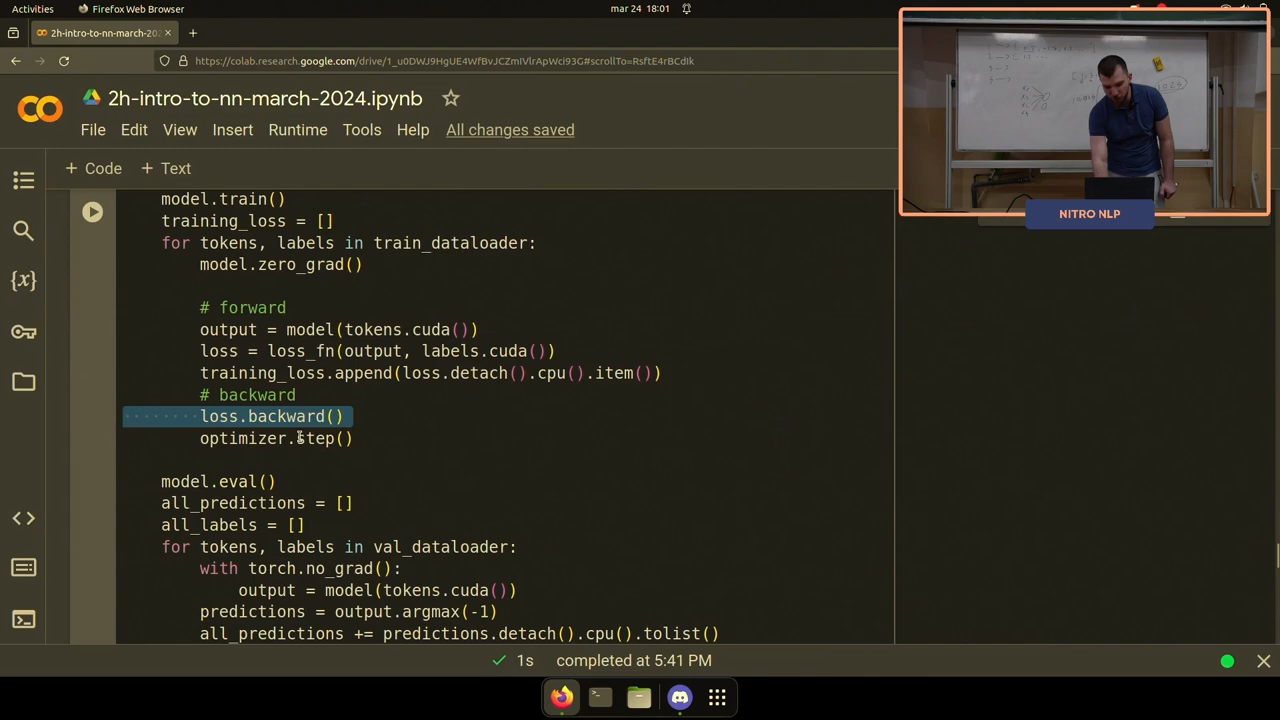 Activities
Firefox Web Browser
mar 24 18:01
2h-intro-to-nn-march-202
https://colab.research.google.com/drive/1_u0DWJ9HgUE4WfBvJCZmIVlrApWci93G#scrollTo=RsftE4rBCdIk
2h-intro-to-nn-march-2024.ipynb
File Edit View Insert Runtime Tools Help All changes saved
+ Code + Text
NITRO NLP
model.train()
training_loss = []
for tokens, labels in train_dataloader:
model.zero_grad()
# forward
output = model(tokens.cuda())
loss = loss_fn(output, labels.cuda())
training_loss.append(loss.detach().cpu().item())
# backward
loss.backward()
optimizer.step()
model.eval()
all_predictions = []
all_labels = []
for tokens, labels in val_dataloader:
with torch.no_grad():
output = model(tokens.cuda())
predictions = output.argmax(-1)
all_predictions += predictions.detach().cpu().tolist()
1s completed at 5:41 PM